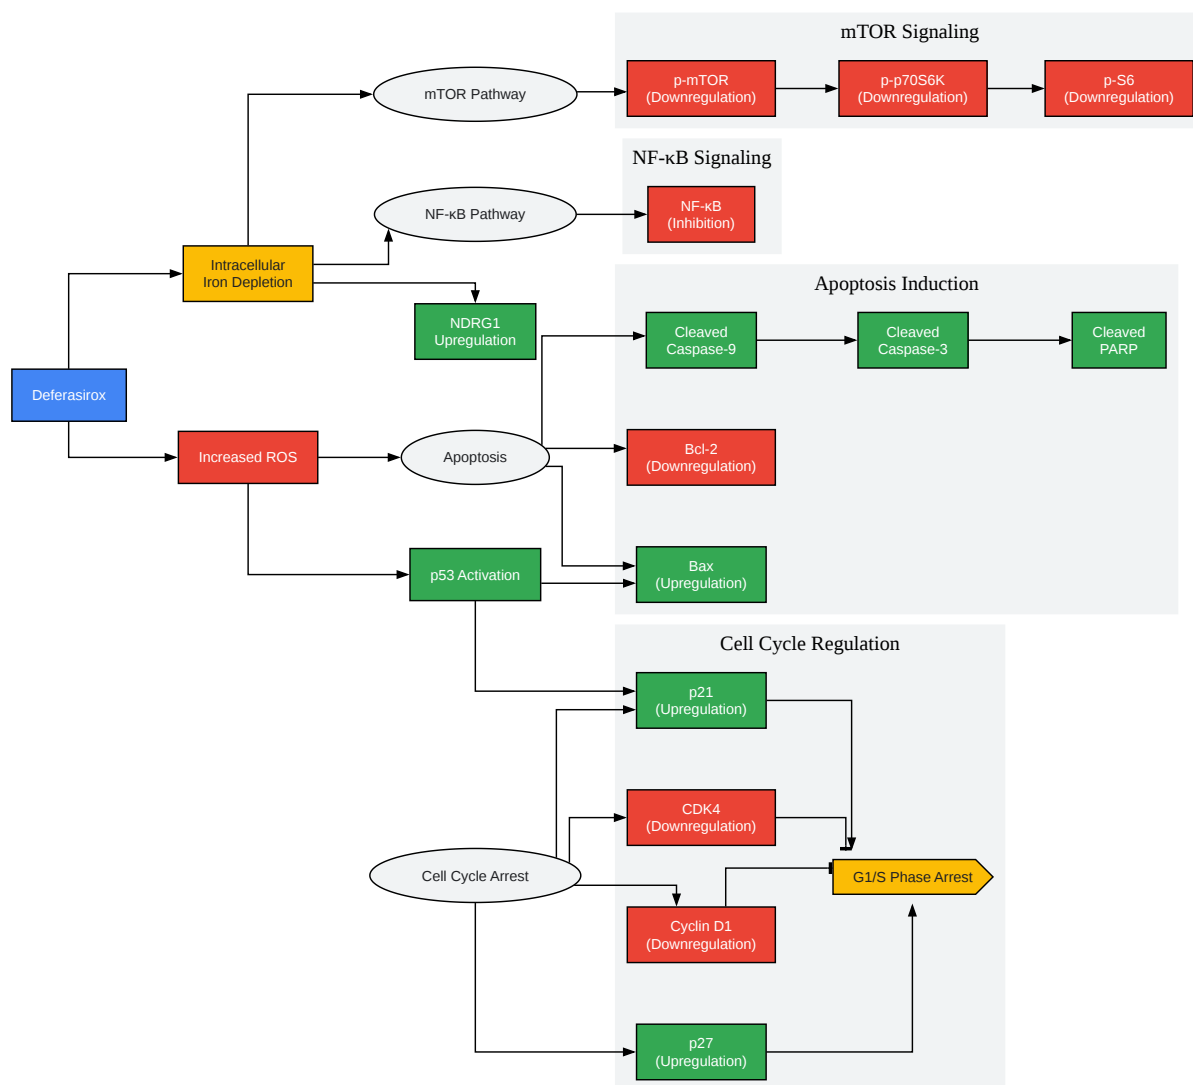 mTOR Signaling
mTOR Pathway
p-mTOR
(Downregulation)
p-p70S6K
(Downregulation)
p-S6
(Downregulation)
NF-κB Signaling
NF-κB Pathway
NF-κB
(Inhibition)
Intracellular
Iron Depletion
Apoptosis Induction
NDRG1
Upregulation
Cleaved
Caspase-9
Cleaved
Caspase-3
Cleaved
PARP
Deferasirox
Increased ROS
Apoptosis
Bcl-2
(Downregulation)
p53 Activation
Bax
(Upregulation)
Cell Cycle Regulation
p21
(Upregulation)
CDK4
(Downregulation)
Cell Cycle Arrest
G1/S Phase Arrest
Cyclin D1
(Downregulation)
p27
(Upregulation)